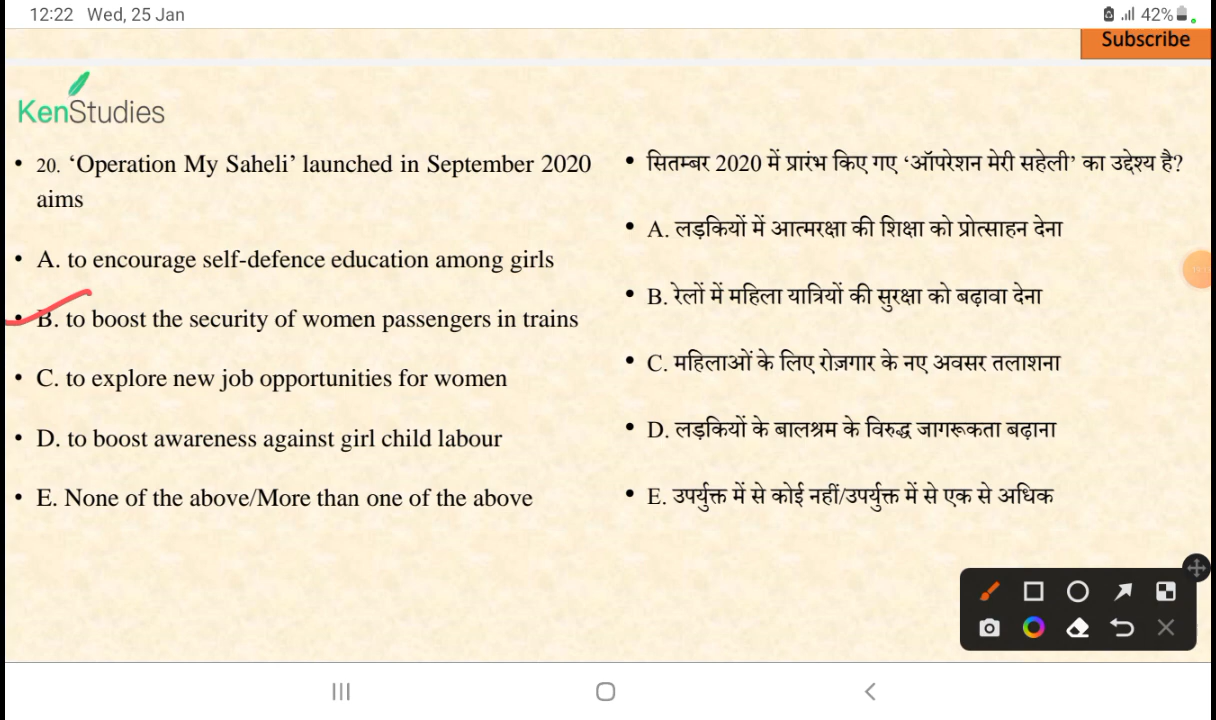 12:22 Wed, 25 Jan
42%
Subscribe
KenStudies
• 20. ‘Operation My Saheli’ launched in September 2020
aims
• A. to encourage self-defence education among girls
• B. to boost the security of women passengers in trains
• C. to explore new job opportunities for women
• D. to boost awareness against girl child labour
• E. None of the above/More than one of the above
• सितम्बर 2020 में प्रारंभ किए गए ‘ऑपरेशन मेरी सहेली’ का उद्देश्य है?
• A. लड़कियों में आत्मरक्षा की शिक्षा को प्रोत्साहन देना
• B. रेलों में महिला यात्रियों की सुरक्षा को बढ़ावा देना
• C. महिलाओं के लिए रोज़गार के नए अवसर तलाशना
• D. लड़कियों के बालश्रम के विरुद्ध जागरूकता बढ़ाना
• E. उपर्युक्त में से कोई नहीं/उपर्युक्त में से एक से अधिक